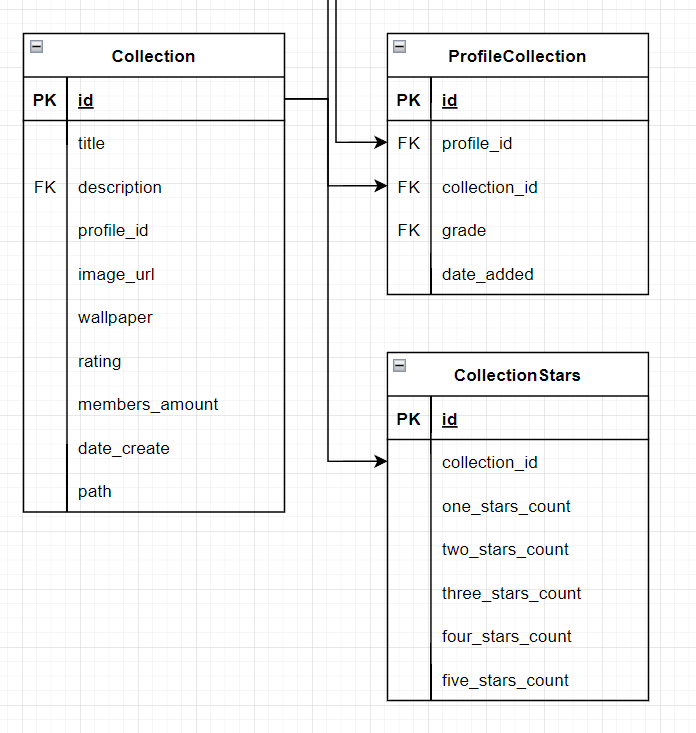 Collection
PK id
title
FK description
profile_id
image_url
wallpaper
rating
members_amount
date_create
path
ProfileCollection
PK id
FK profile_id
FK collection_id
FK grade
date_added
CollectionStars
PK id
collection_id
one_stars_count
two_stars_count
three_stars_count
four_stars_count
five_stars_count